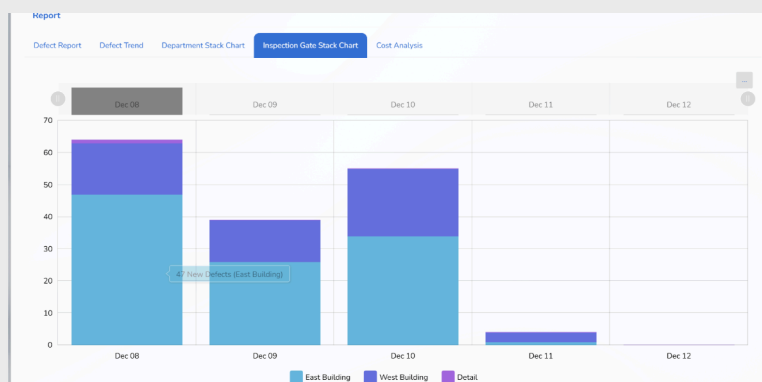 Report
Defect Report Defect Trend Department Stack Chart Inspection Gate Stack Chart Cost Analysis
...
Dec 08 Dec 09 Dec 10 Dec 11 Dec 12
70
60
50
40
30
47 New Defects (East Building)
20
10
0
Dec 08 Dec 09 Dec 10 Dec 11 Dec 12
East Building West Building Detail